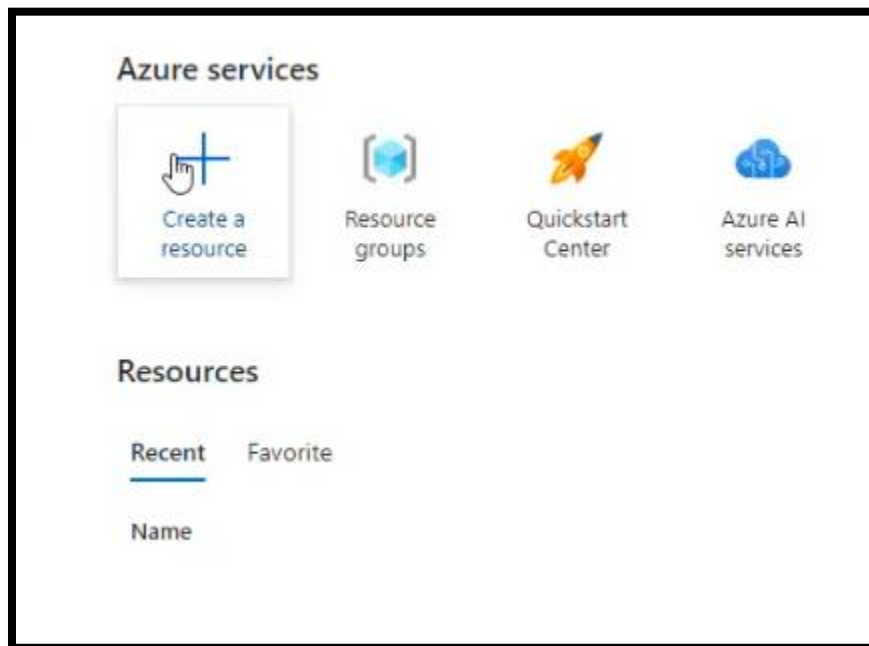 Azure services
Create a
resource
Resource
groups
Quickstart
Center
Azure AI
services
Resources
Recent Favorite
Name